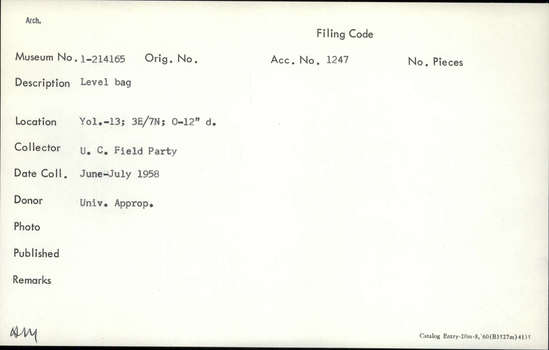 Arch.
Filing Code
Museum No. 1-214165 Orig. No. Acc. No. 1247 No. Pieces
Description Level bag
Location Yol.-13; 3E/7N; 0-12" d.
Collector U. C. Field Party
Date Coll. June-July 1958
Donor Univ. Approp.
Photo
Published
Remarks
Catalog Entry-20m-8,'60(B3527m)